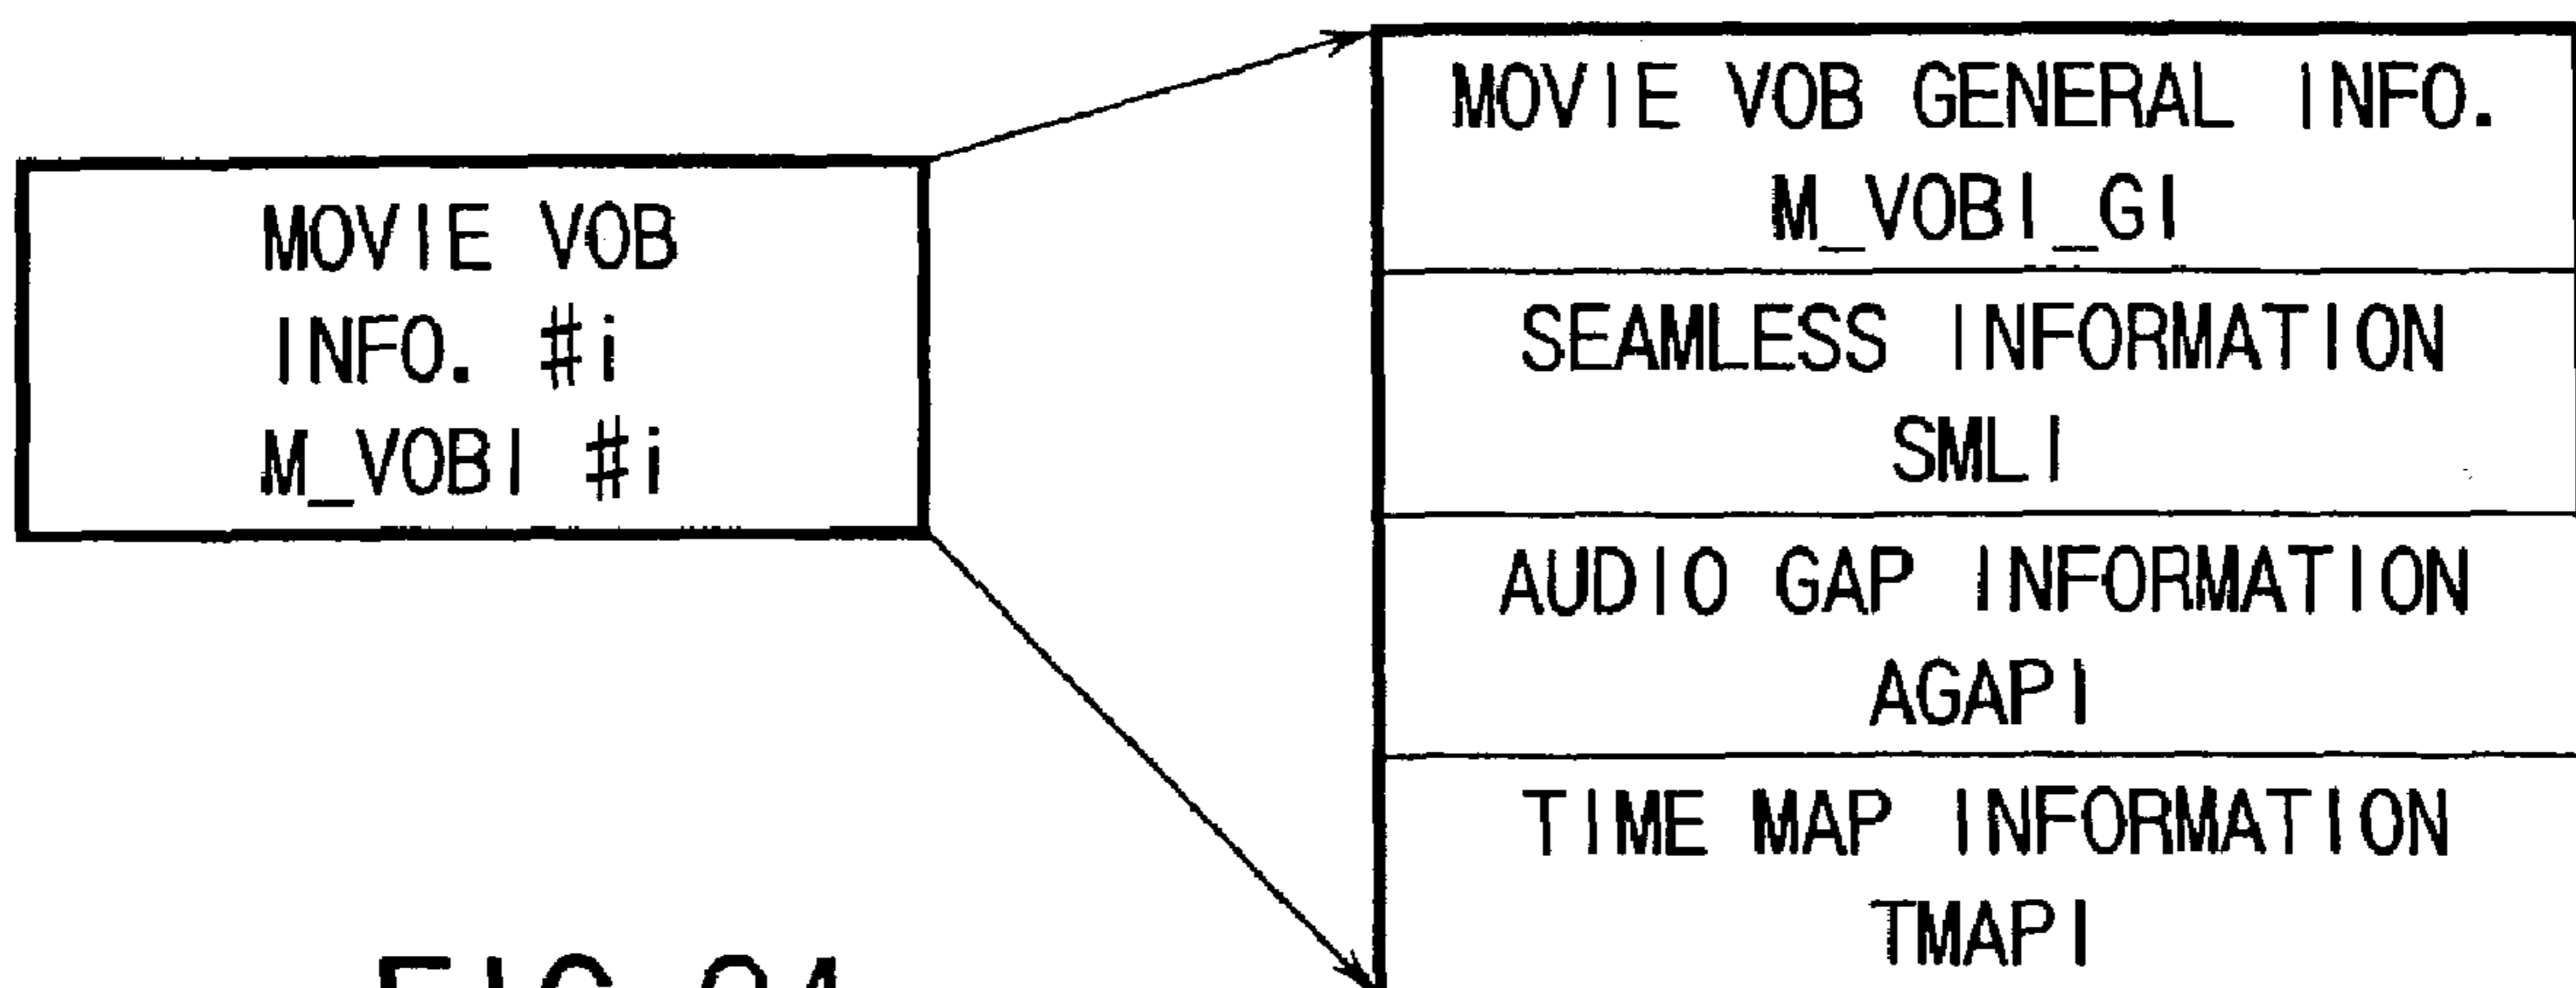 MOVIE VOB
INFO. #i
M_VOBI #i
MOVIE VOB GENERAL INFO.
M_VOBI_GI
SEAMLESS INFORMATION
SMLI
AUDIO GAP INFORMATION
AGAPI
TIME MAP INFORMATION
TMAPI